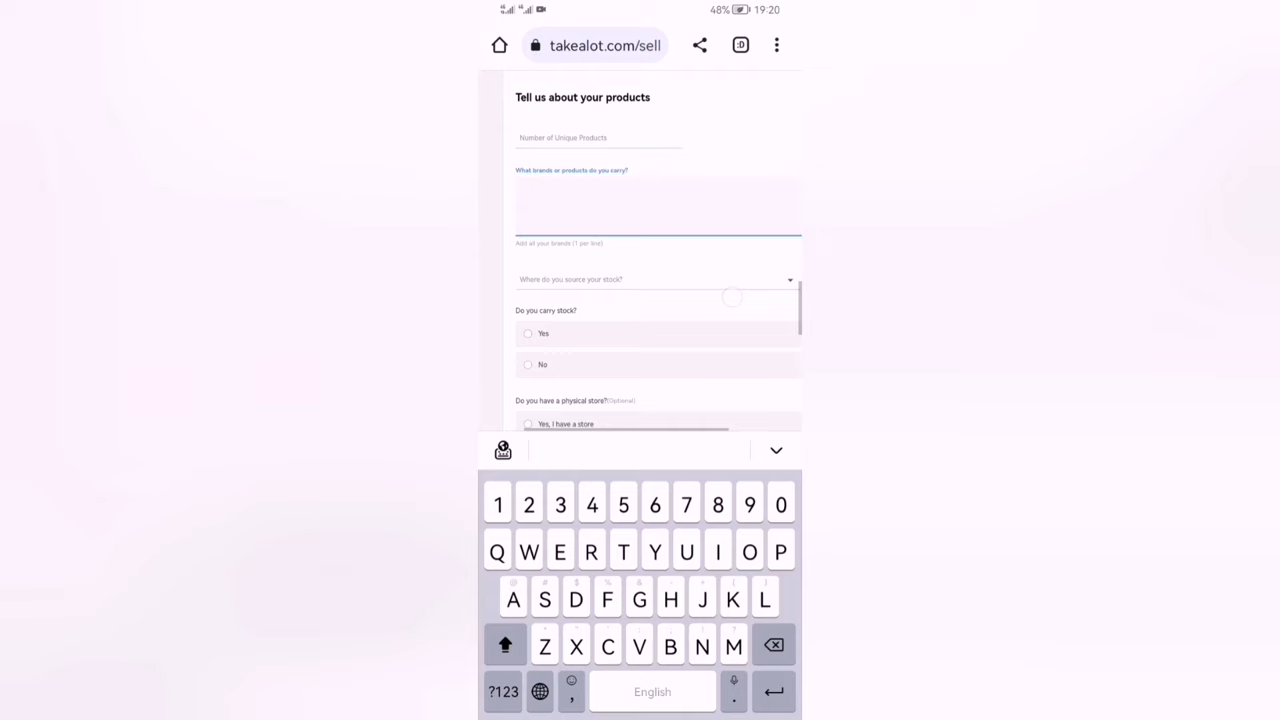 48% 19:20
takealot.com/sell :D
Tell us about your products
Number of Unique Products
What brands or products do you carry?
Add all your brands (1 per line)
Where do you source your stock?
Do you carry stock?
Yes
No
Do you have a physical store?(Optional)
Yes, I have a store
1 2 3 4 5 6 7 8 9 0
Q W E R T Y U I O P
@ # $ % & - + ( )
A S D F G H J K L
Z X C V B N M
?123 , English .